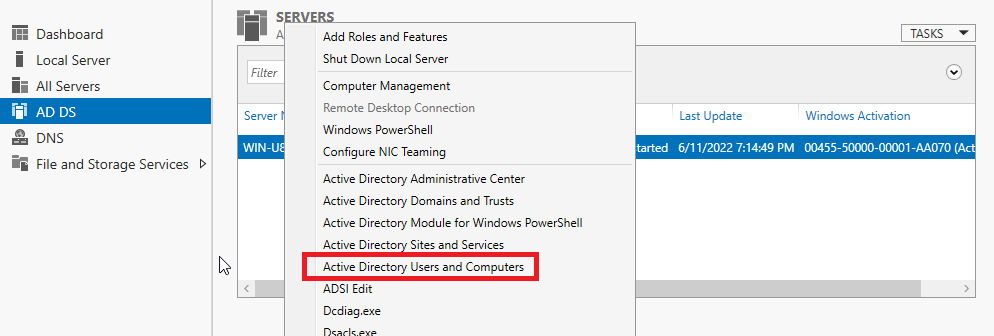 Dashboard
Local Server
All Servers
AD DS
DNS
File and Storage Services
SERVERS
TASKS
Filter
Server
Last Update
Windows Activation
WIN-U8
6/11/2022 7:14:49 PM
00455-50000-00001-AA070 (Act
Add Roles and Features
Shut Down Local Server
Computer Management
Remote Desktop Connection
Windows PowerShell
Configure NIC Teaming
Active Directory Administrative Center
Active Directory Domains and Trusts
Active Directory Module for Windows PowerShell
Active Directory Sites and Services
Active Directory Users and Computers
ADSI Edit
Dcdiag.exe
Dsacls.exe